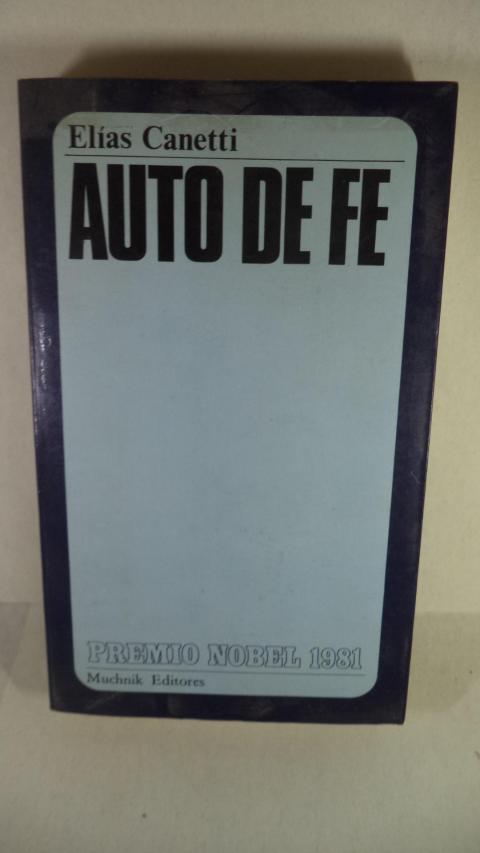 Elías Canetti
AUTO DE FE
PREMIO NOBEL 1981
Muchnik Editores